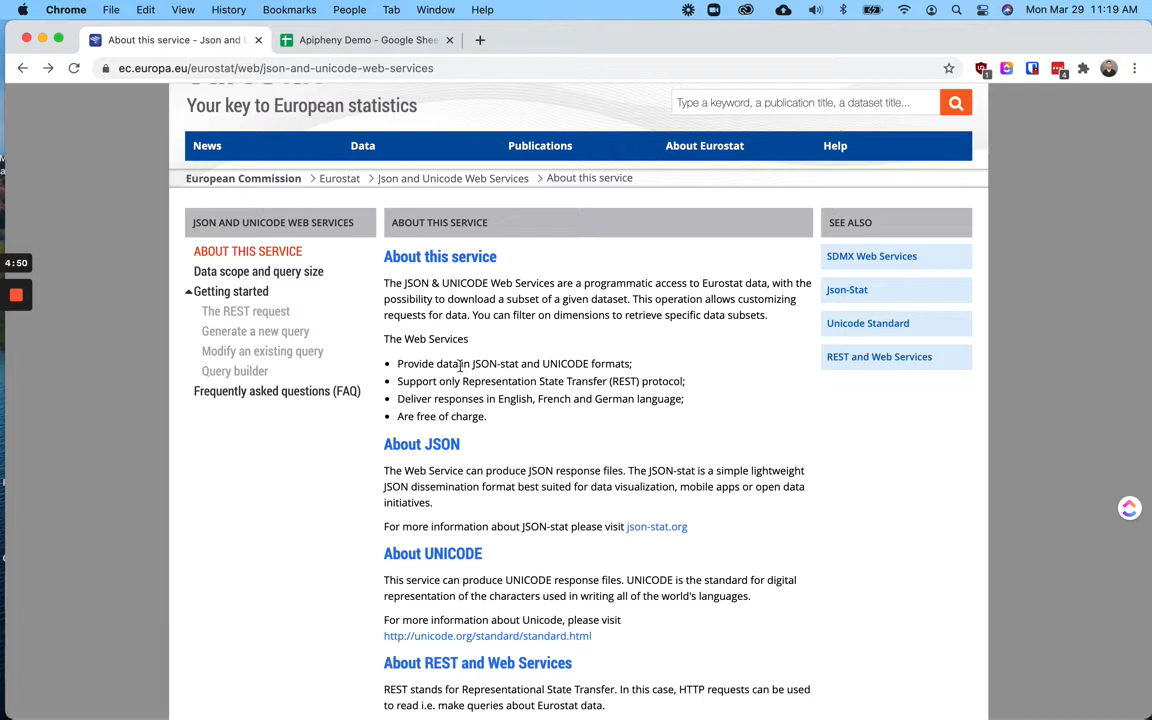 Chrome File Edit View History Bookmarks People Tab Window Help Mon Mar 29 11:19 AM
About this service - Json and Apipheny Demo - Google Shee
ec.europa.eu/eurostat/web/json-and-unicode-web-services 1 4
Your key to European statistics
Type a keyword, a publication title, a dataset title...
News Data Publications About Eurostat Help
European Commission > Eurostat > Json and Unicode Web Services > About this service
JSON AND UNICODE WEB SERVICES
ABOUT THIS SERVICE
Data scope and query size
Getting started
The REST request
Generate a new query
Modify an existing query
Query builder
Frequently asked questions (FAQ)
4:50
ABOUT THIS SERVICE
About this service
The JSON & UNICODE Web Services are a programmatic access to Eurostat data, with the
possibility to download a subset of a given dataset. This operation allows customizing
requests for data. You can filter on dimensions to retrieve specific data subsets.
The Web Services
• Provide data in JSON-stat and UNICODE formats;
• Support only Representation State Transfer (REST) protocol;
• Deliver responses in English, French and German language;
• Are free of charge.
About JSON
The Web Service can produce JSON response files. The JSON-stat is a simple lightweight
JSON dissemination format best suited for data visualization, mobile apps or open data
initiatives.
For more information about JSON-stat please visit json-stat.org
About UNICODE
This service can produce UNICODE response files. UNICODE is the standard for digital
representation of the characters used in writing all of the world's languages.
For more information about Unicode, please visit
http://unicode.org/standard/standard.html
About REST and Web Services
REST stands for Representational State Transfer. In this case, HTTP requests can be used
to read i.e. make queries about Eurostat data.
SEE ALSO
SDMX Web Services
Json-Stat
Unicode Standard
REST and Web Services